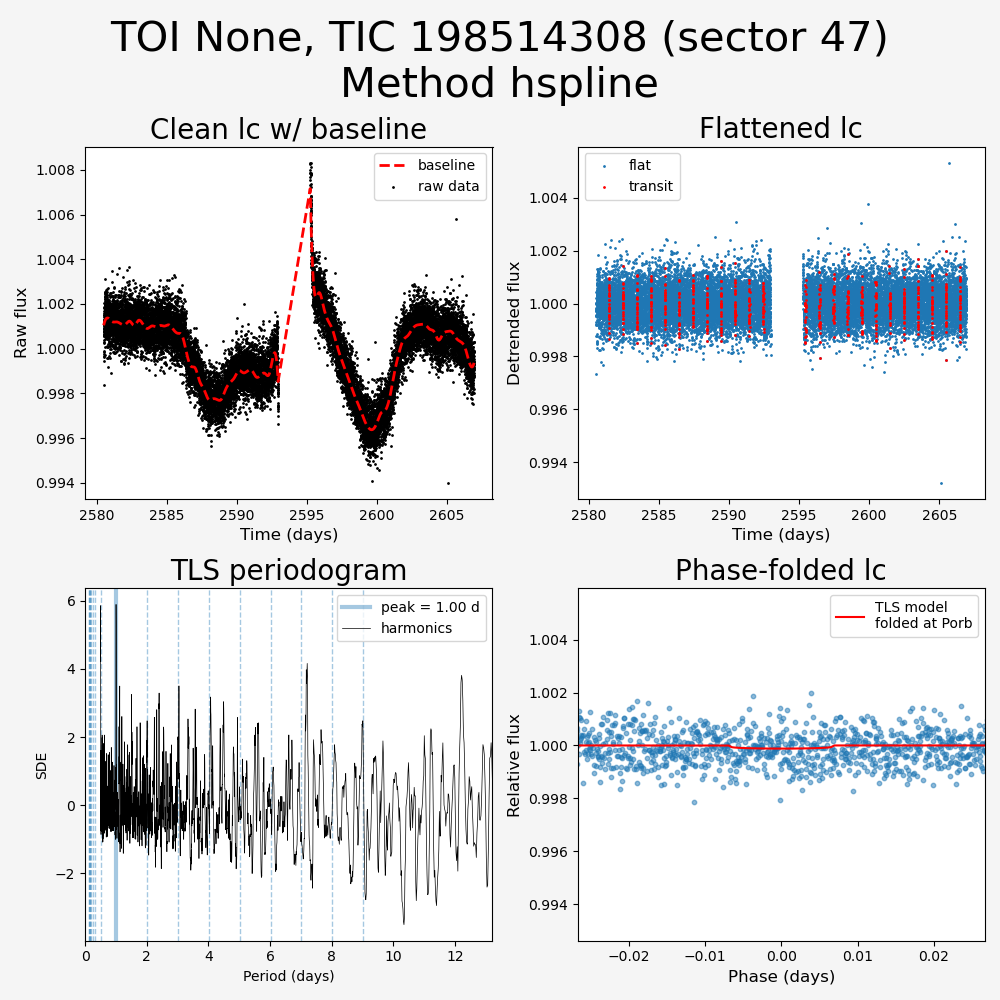 TOI None, TIC 198514308 (sector 47)
Method hspline
Clean lc w/ baseline
Flattened lc
baseline
raw data
flat
transit
1.008
1.006
1.004
1.002
1.000
0.998
0.996
0.994
Raw flux
2580
2585
2590
2595
2600
2605
Time (days)
1.004
1.002
1.000
0.998
0.996
0.994
Detrended flux
2580
2585
2590
2595
2600
2605
Time (days)
TLS periodogram
Phase-folded lc
peak = 1.00 d
harmonics
TLS model
folded at Porb
6
4
2
0
−2
SDE
0
2
4
6
8
10
12
Period (days)
1.004
1.002
1.000
0.998
0.996
0.994
Relative flux
−0.02
−0.01
0.00
0.01
0.02
Phase (days)